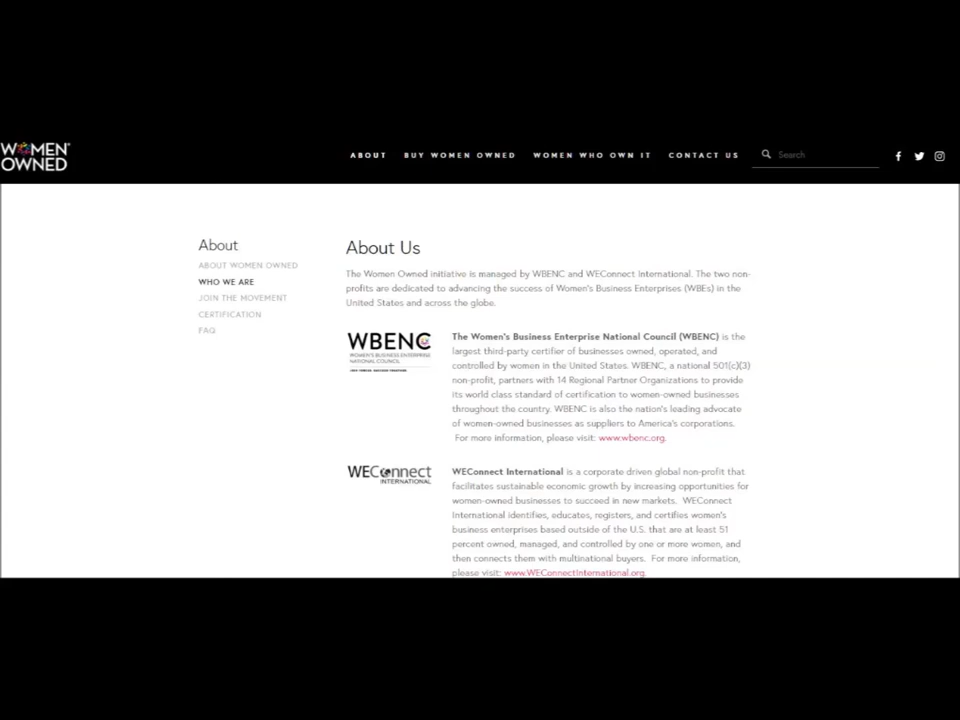 WOMEN
OWNED
ABOUT
BUY WOMEN OWNED
WOMEN WHO OWN IT
CONTACT US
Search
About
ABOUT WOMEN OWNED
WHO WE ARE
JOIN THE MOVEMENT
CERTIFICATION
FAQ
About Us
The Women Owned initiative is managed by WBENC and WEConnect International. The two non-
profits are dedicated to advancing the success of Women's Business Enterprises (WBEs) in the
United States and across the globe.
WBENC
WOMEN'S BUSINESS ENTERPRISE
NATIONAL COUNCIL
The Women's Business Enterprise National Council (WBENC) is the
largest third-party certifier of businesses owned, operated, and
controlled by women in the United States. WBENC, a national 501(c)(3)
non-profit, partners with 14 Regional Partner Organizations to provide
its world class standard of certification to women-owned businesses
throughout the country. WBENC is also the nation's leading advocate
of women-owned businesses as suppliers to America's corporations.
For more information, please visit: www.wbenc.org.
WEConnect
INTERNATIONAL
WEConnect International is a corporate driven global non-profit that
facilitates sustainable economic growth by increasing opportunities for
women-owned businesses to succeed in new markets. WEConnect
International identifies, educates, registers, and certifies women's
business enterprises based outside of the U.S. that are at least 51
percent owned, managed, and controlled by one or more women, and
then connects them with multinational buyers. For more information,
please visit: www.WEConnectInternational.org.